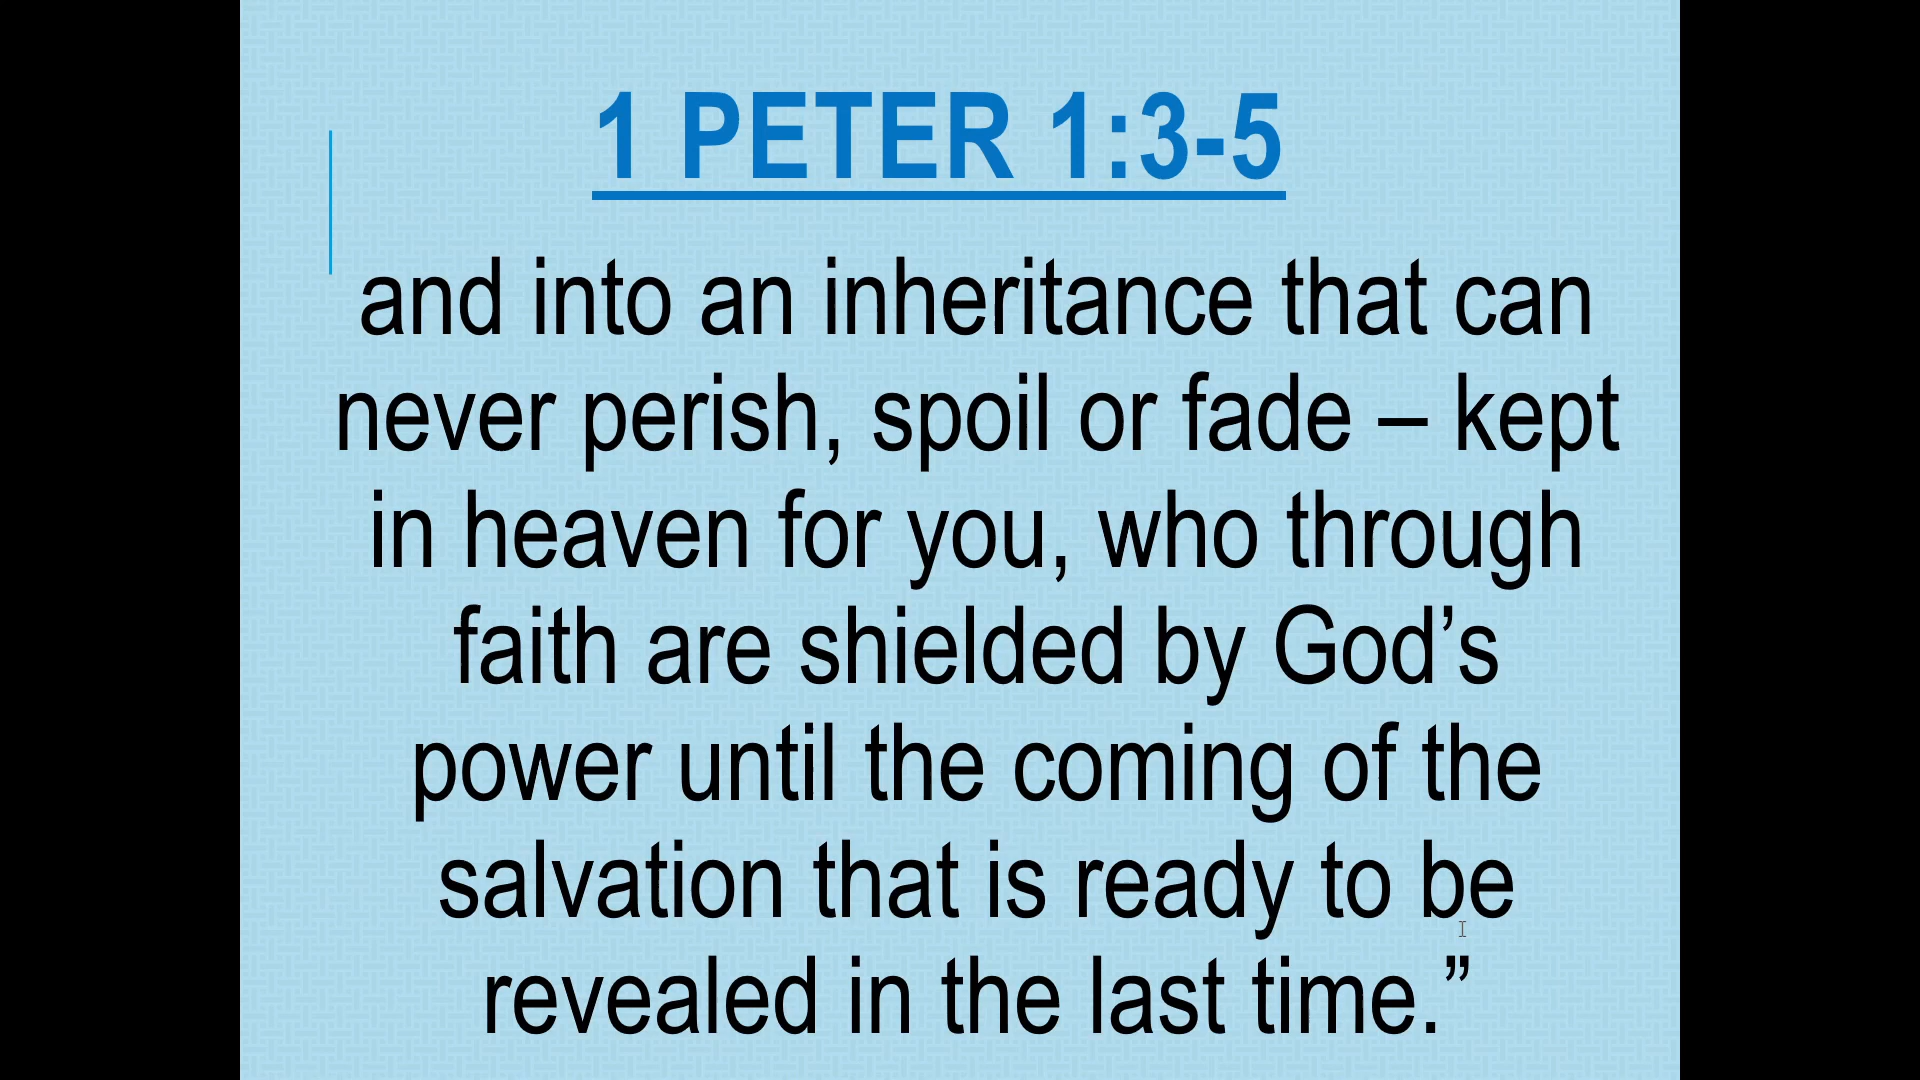 1 PETER 1:3-5
and into an inheritance that can
never perish, spoil or fade – kept
in heaven for you, who through
faith are shielded by God’s
power until the coming of the
salvation that is ready to be
revealed in the last time.”